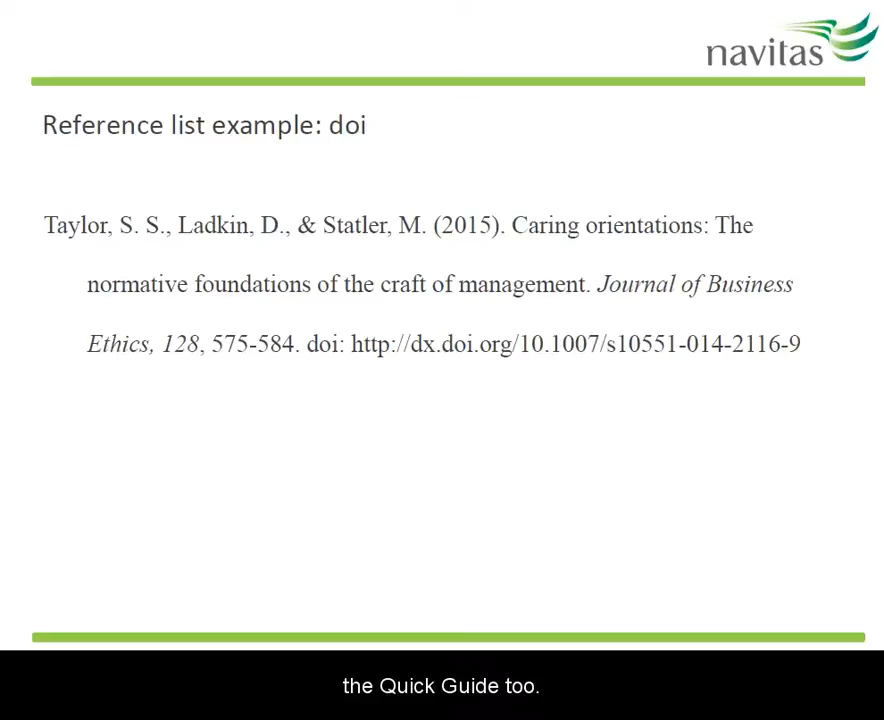 navitas
Reference list example: doi
Taylor, S. S., Ladkin, D., & Statler, M. (2015). Caring orientations: The
normative foundations of the craft of management. Journal of Business
Ethics, 128, 575-584. doi: http://dx.doi.org/10.1007/s10551-014-2116-9
the Quick Guide too.